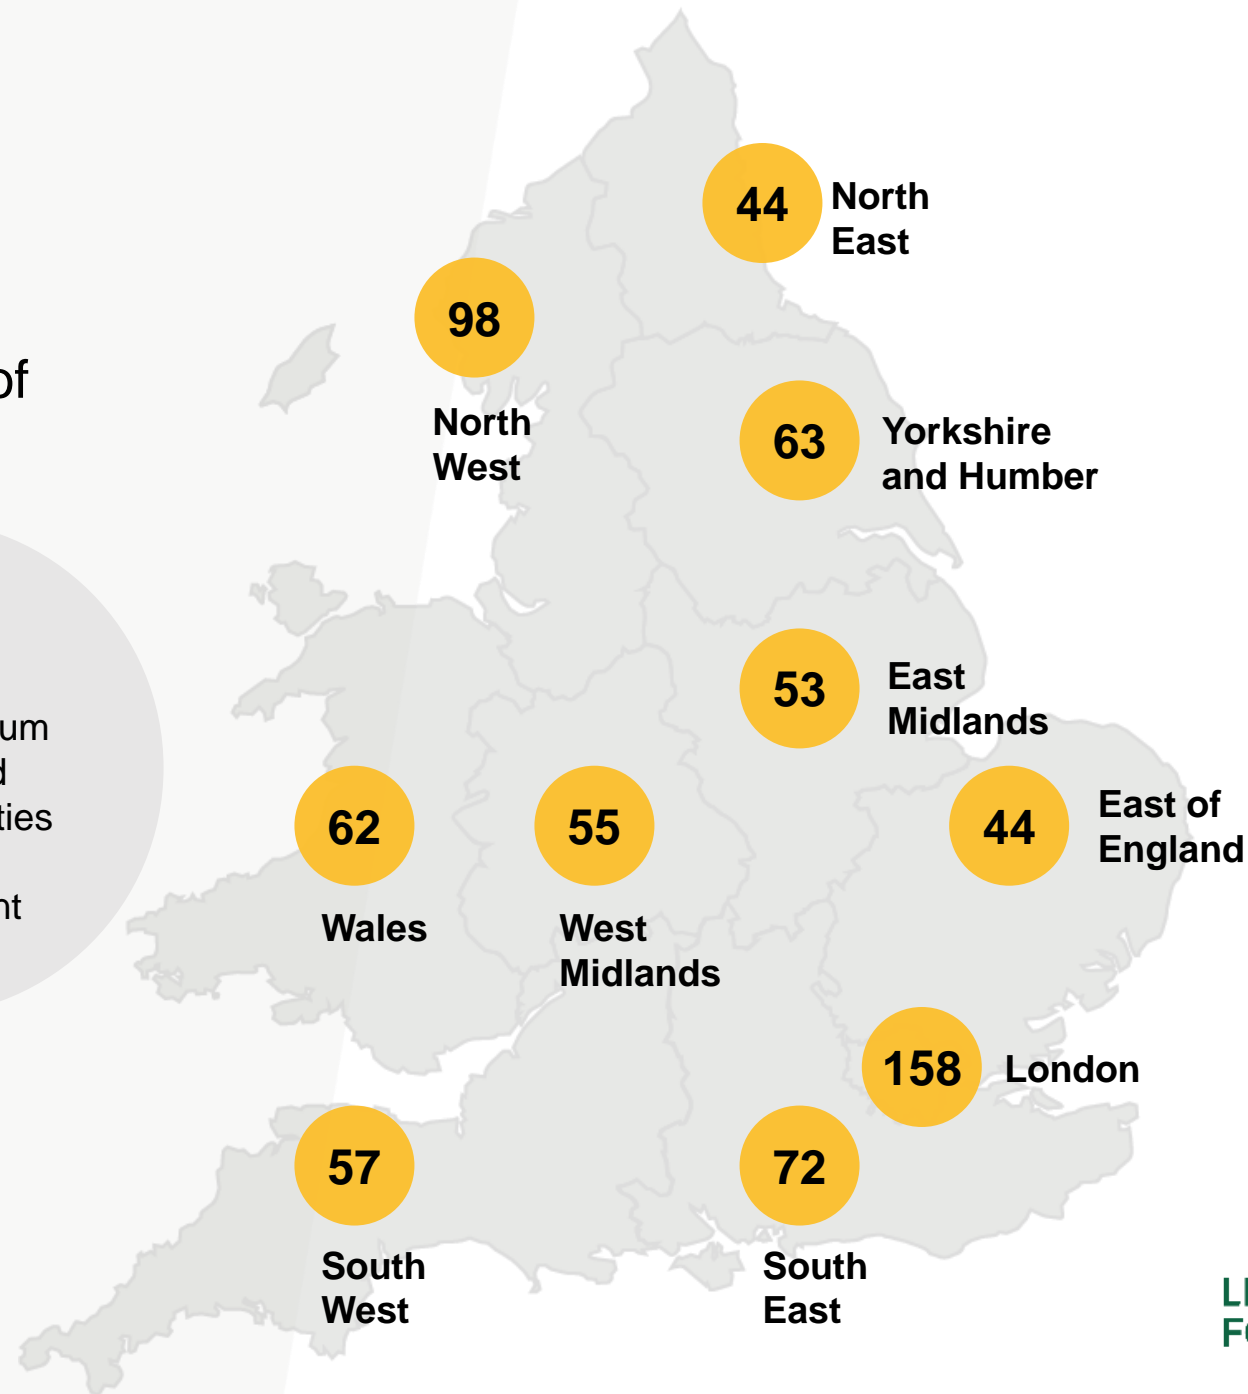 of
44
North
East
98
North
West
63
Yorkshire
and Humber
53
East
Midlands
62
Wales
55
West
Midlands
44
East of
England
158
London
57
South
West
72
South
East